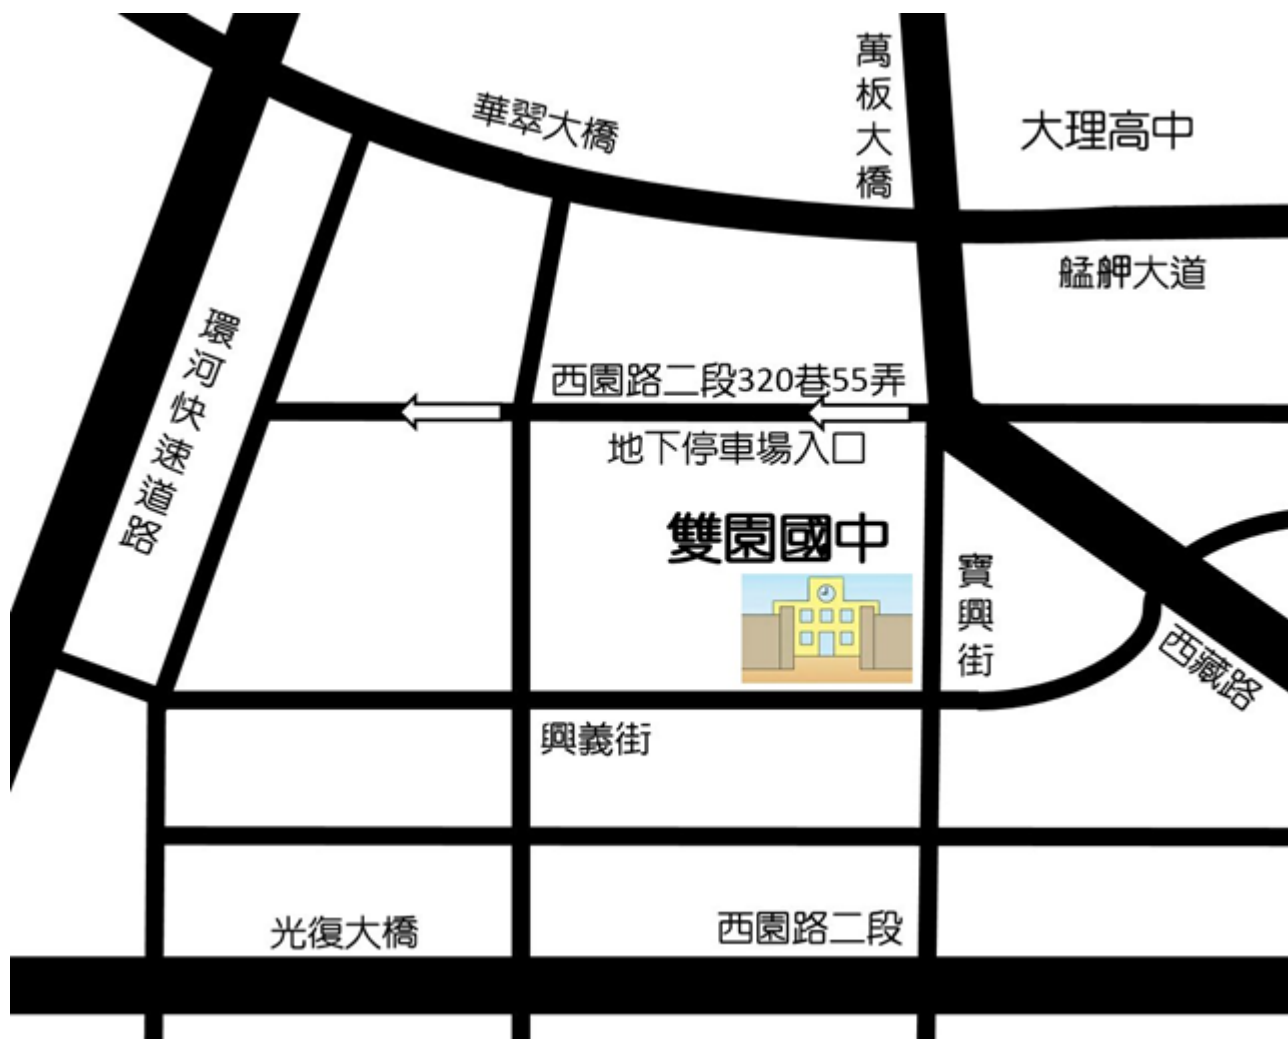 萬板大橋
華翠大橋
大理高中
艋舺大道
環河快速道路
西園路二段320巷55弄
地下停車場入口
雙園國中
寶興街
西藏路
興義街
光復大橋
西園路二段